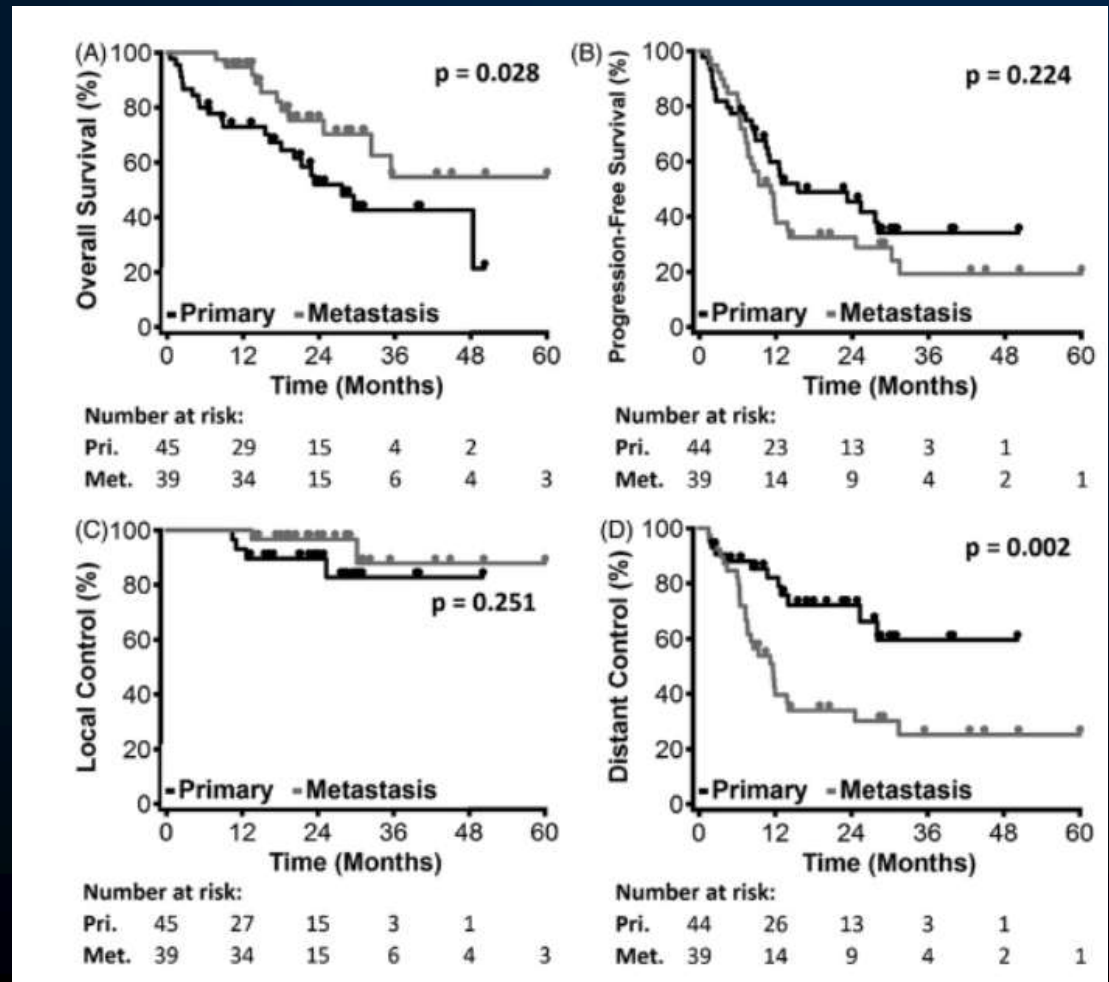 (A)
Overall Survival (%)
100
80
60
40
20
0
p = 0.028
Primary Metastasis
0 12 24 36 48 60
Time (Months)
Number at risk:
Pri. 45 29 15 4 2
Met. 39 34 15 6 4 3
(B)
Progression-Free Survival (%)
100
80
60
40
20
0
p = 0.224
Primary Metastasis
0 12 24 36 48 60
Time (Months)
Number at risk:
Pri. 44 23 13 3 1
Met. 39 14 9 4 2 1
(C)
Local Control (%)
100
80
60
40
20
0
p = 0.251
Primary Metastasis
0 12 24 36 48 60
Time (Months)
Number at risk:
Pri. 45 27 15 3 1
Met. 39 34 15 6 4 3
(D)
Distant Control (%)
100
80
60
40
20
0
p = 0.002
Primary Metastasis
0 12 24 36 48 60
Time (Months)
Number at risk:
Pri. 44 26 13 3 1
Met. 39 14 9 4 2 1